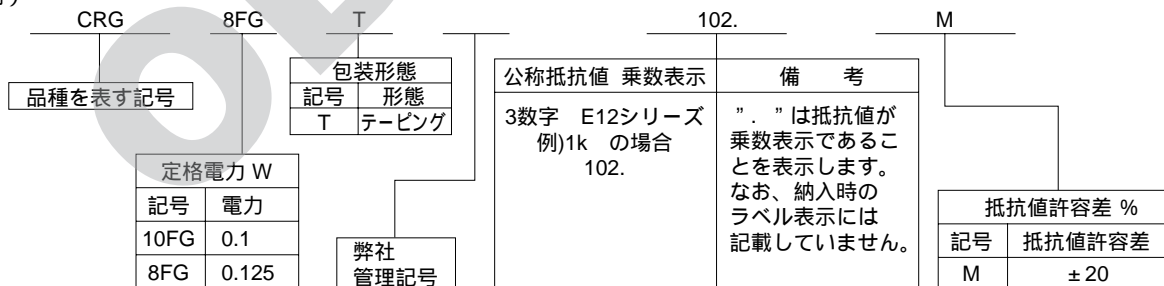 CRG 8FG T 102. M
品種を表す記号
包装形態
記号 形態
T テーピング
定格電力 W
記号 電力
10FG 0.1
8FG 0.125
弊社
管理記号
公称抵抗値 乗数表示 備 考
3数字 E12シリーズ
例)1k の場合
102.
”．”は抵抗値が
乗数表示であるこ
とを表示します。
なお、納入時の
ラベル表示には
記載していません。
抵抗値許容差 %
記号 抵抗値許容差
M ±20